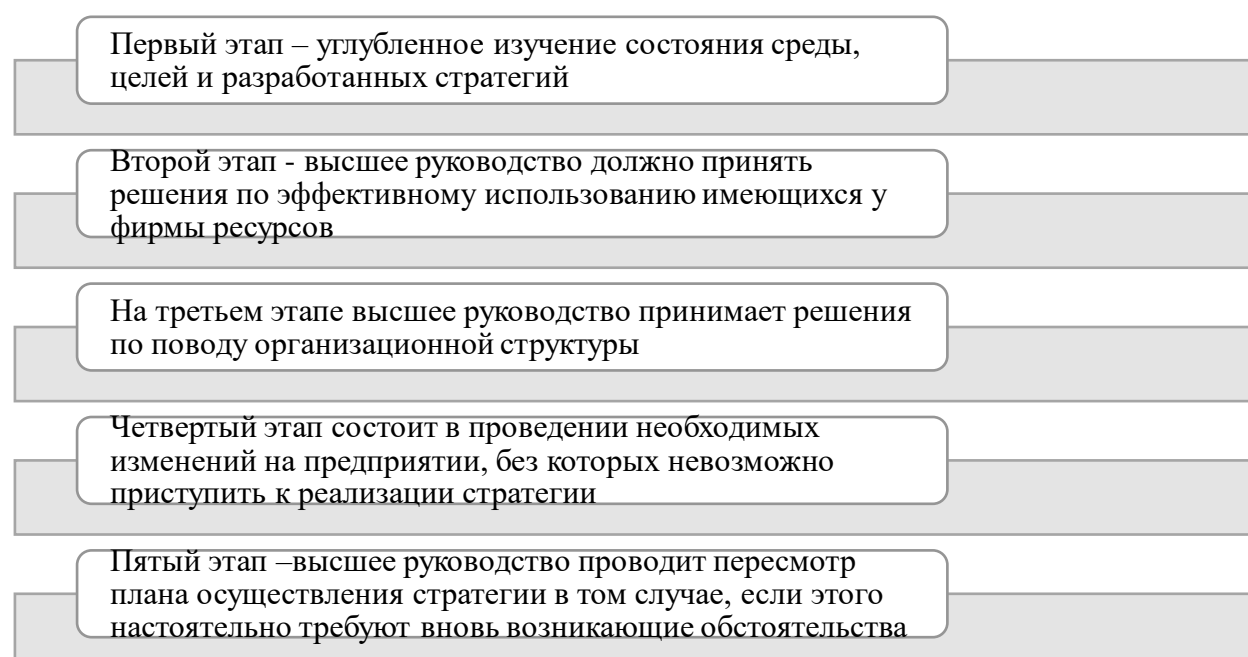 Первый этап – углубленное изучение состояния среды,
целей и разработанных стратегий
Второй этап - высшее руководство должно принять
решения по эффективному использованию имеющихся у
фирмы ресурсов
На третьем этапе высшее руководство принимает решения
по поводу организационной структуры
Четвертый этап состоит в проведении необходимых
изменений на предприятии, без которых невозможно
приступить к реализации стратегии
Пятый этап –высшее руководство проводит пересмотр
плана осуществления стратегии в том случае, если этого
настоятельно требуют вновь возникающие обстоятельства